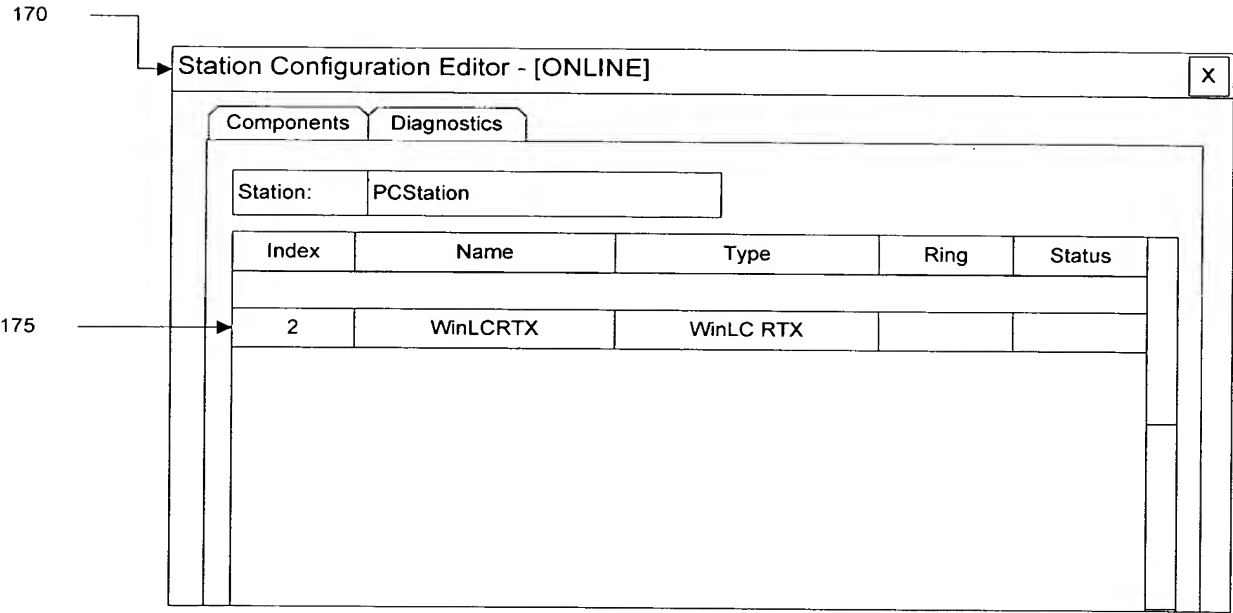 170
Station Configuration Editor - [ONLINE]
X
Components Diagnostics
Station: PCStation
Index Name Type Ring Status
175
2 WinLCRTX WinLC RTX